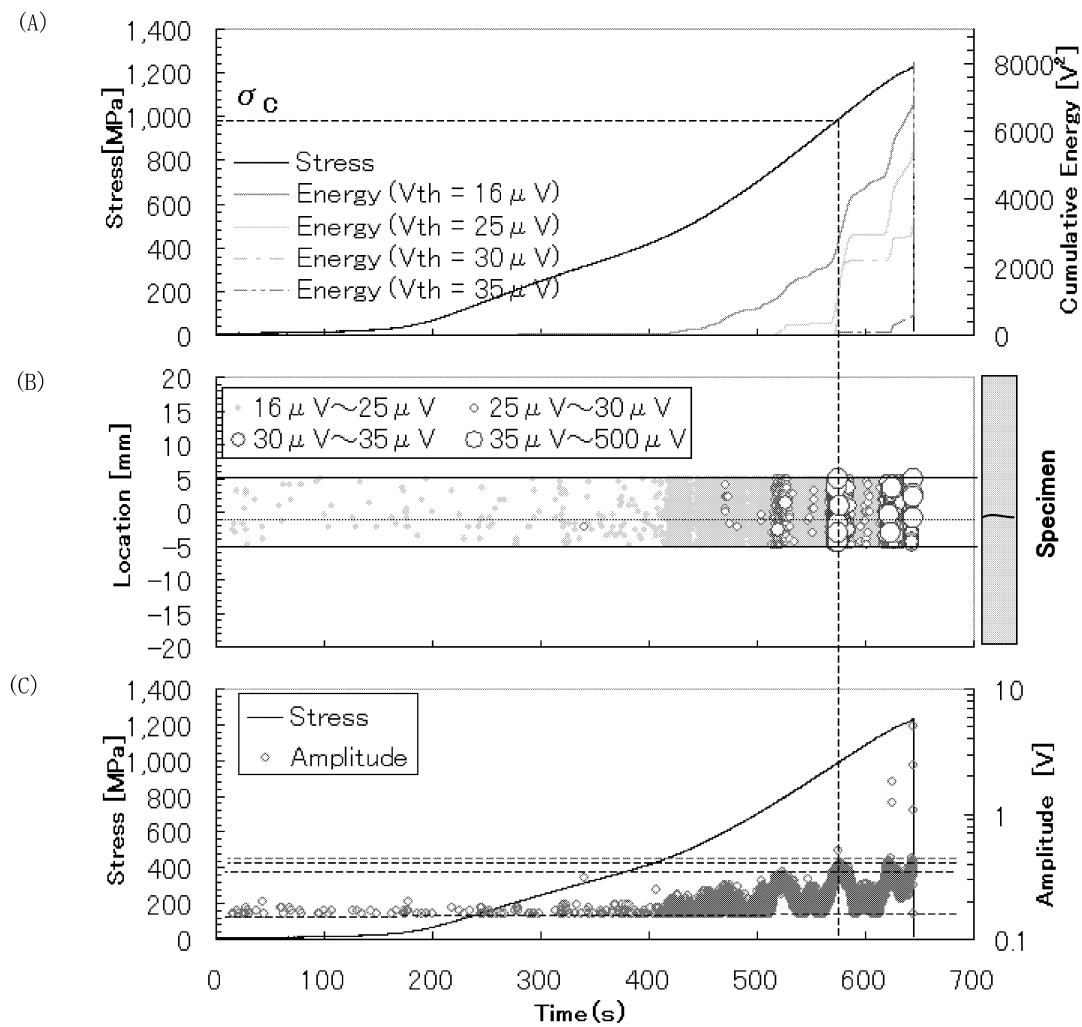 (A)
1,400
1,200
1,000
800
600
400
200
0
Stress[MPa]
σc
Stress
Energy (Vth = 16 μ V)
Energy (Vth = 25 μ V)
Energy (Vth = 30 μ V)
Energy (Vth = 35 μ V)
8000
6000
4000
2000
0
Cumulative Energy [V²]
(B)
20
15
10
5
0
-5
-10
-15
-20
Location [mm]
16 μ V～25 μ V
25 μ V～30 μ V
30 μ V～35 μ V
35 μ V～500 μ V
Specimen
(C)
1,400
1,200
1,000
800
600
400
200
0
Stress [MPa]
Stress
Amplitude
10
1
0.1
Amplitude [V]
0 100 200 300 400 500 600 700
Time(s)